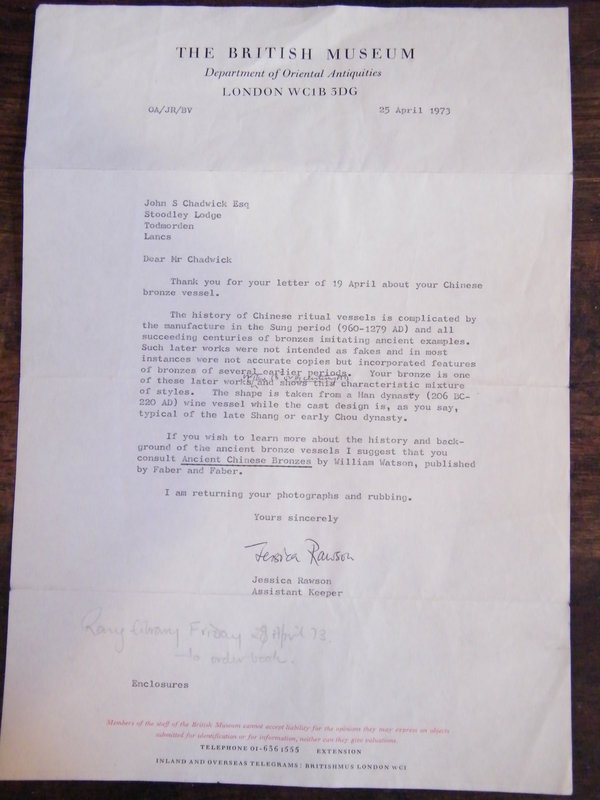 THE BRITISH MUSEUM
Department of Oriental Antiquities
LONDON WC1B 3DG
OA/JR/BV 25 April 1973
John S Chadwick Esq
Stoodley Lodge
Todmorden
Lancs
Dear Mr Chadwick
Thank you for your letter of 19 April about your Chinese
bronze vessel.
The history of Chinese ritual vessels is complicated by
the manufacture in the Sung period (960-1279 AD) and all
succeeding centuries of bronzes imitating ancient examples.
Such later works were not intended as fakes and in most
instances were not accurate copies but incorporated features
of bronzes of several earlier periods. Your bronze is one
of these later works and shows this characteristic mixture
of styles. The shape is taken from a Han dynasty (206 BC-
220 AD) wine vessel while the cast design is, as you say,
typical of the late Shang or early Chou dynasty.
If you wish to learn more about the history and back-
ground of the ancient bronze vessels I suggest that you
consult Ancient Chinese Bronzes by William Watson, published
by Faber and Faber.
I am returning your photographs and rubbing.
Yours sincerely
Jessica Rawson
Jessica Rawson
Assistant Keeper
Library Friday 28 April 73.
to order book.
Enclosures
Members of the staff of the British Museum cannot accept liability for the opinions they may express on objects
submitted for identification or for information, neither can they give valuations.
TELEPHONE 01-636 1555 EXTENSION
INLAND AND OVERSEAS TELEGRAMS: BRITISHMUS LONDON WC1